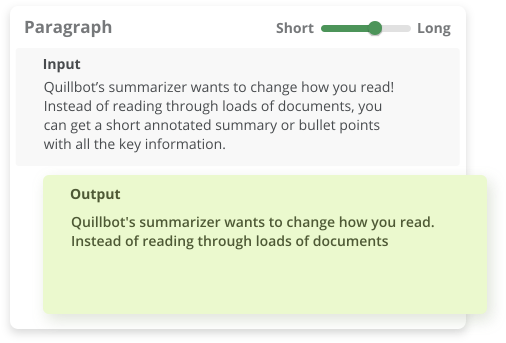 Paragraph
Short Long
Input
Quillbot’s summarizer wants to change how you read!
Instead of reading through loads of documents, you
can get a short annotated summary or bullet points
with all the key information.
Output
Quillbot's summarizer wants to change how you read.
Instead of reading through loads of documents